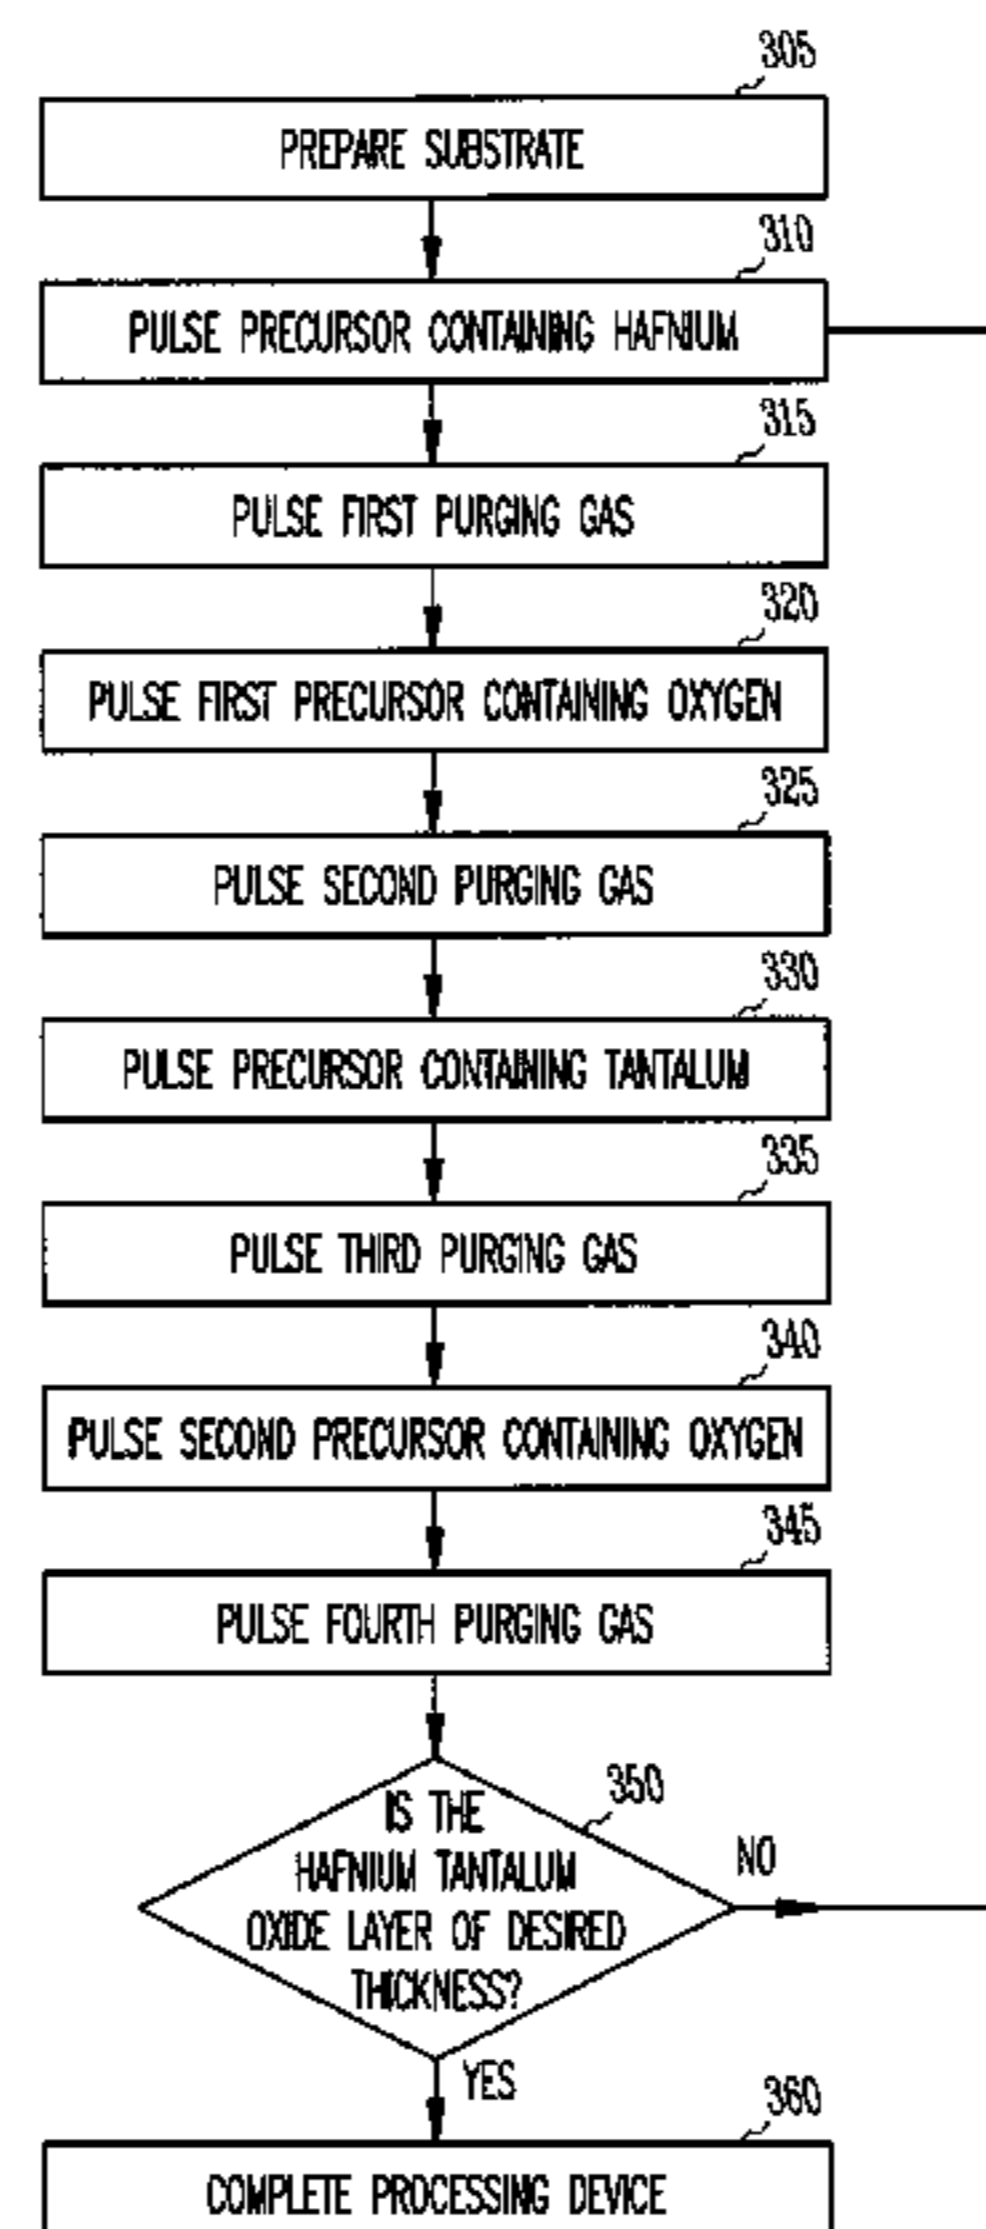 305
PREPARE SUBSTRATE
310
PULSE PRECURSOR CONTAINING HAFNIUM
315
PULSE FIRST PURGING GAS
320
PULSE FIRST PRECURSOR CONTAINING OXYGEN
325
PULSE SECOND PURGING GAS
330
PULSE PRECURSOR CONTAINING TANTALUM
335
PULSE THIRD PURGING GAS
340
PULSE SECOND PRECURSOR CONTAINING OXYGEN
345
PULSE FOURTH PURGING GAS
350
IS THE
HAFNIUM TANTALUM
OXIDE LAYER OF DESIRED
THICKNESS?
NO
YES
360
COMPLETE PROCESSING DEVICE